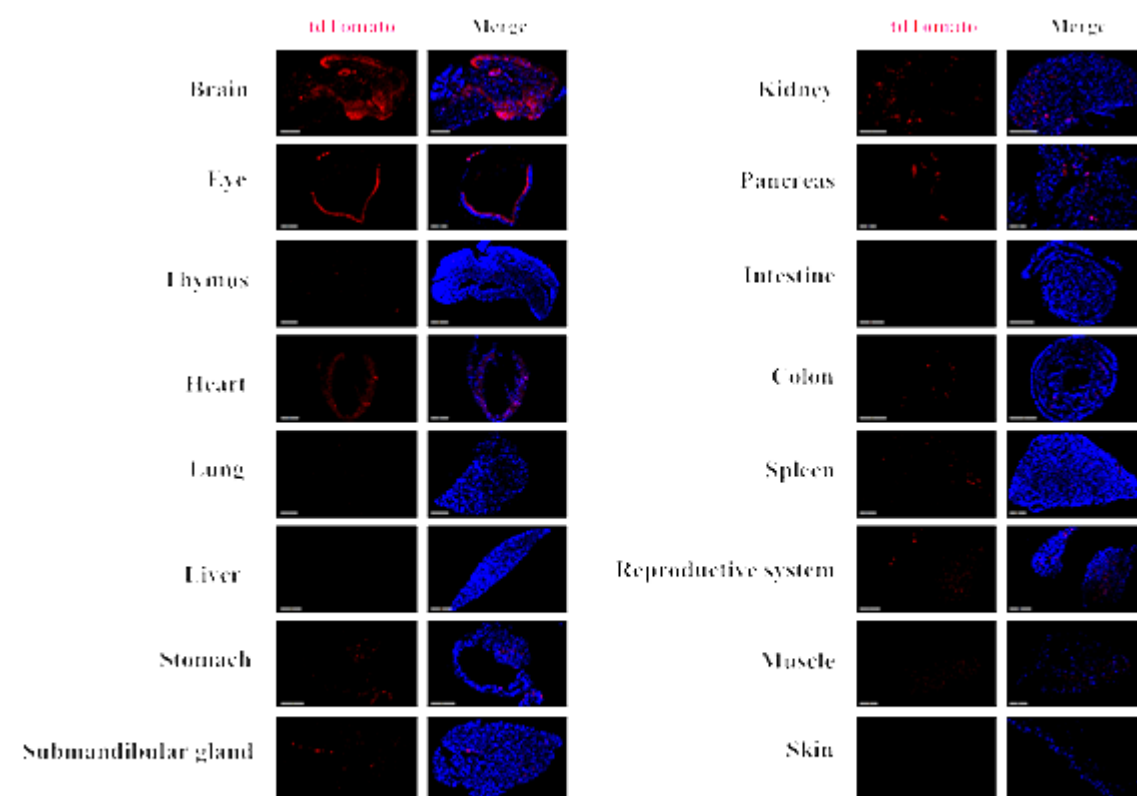 tdTomato Merge
Brain
Eye
Thymus
Heart
Lung
Liver
Stomach
Submandibular gland
tdTomato Merge
Kidney
Pancreas
Intestine
Colon
Spleen
Reproductive system
Muscle
Skin